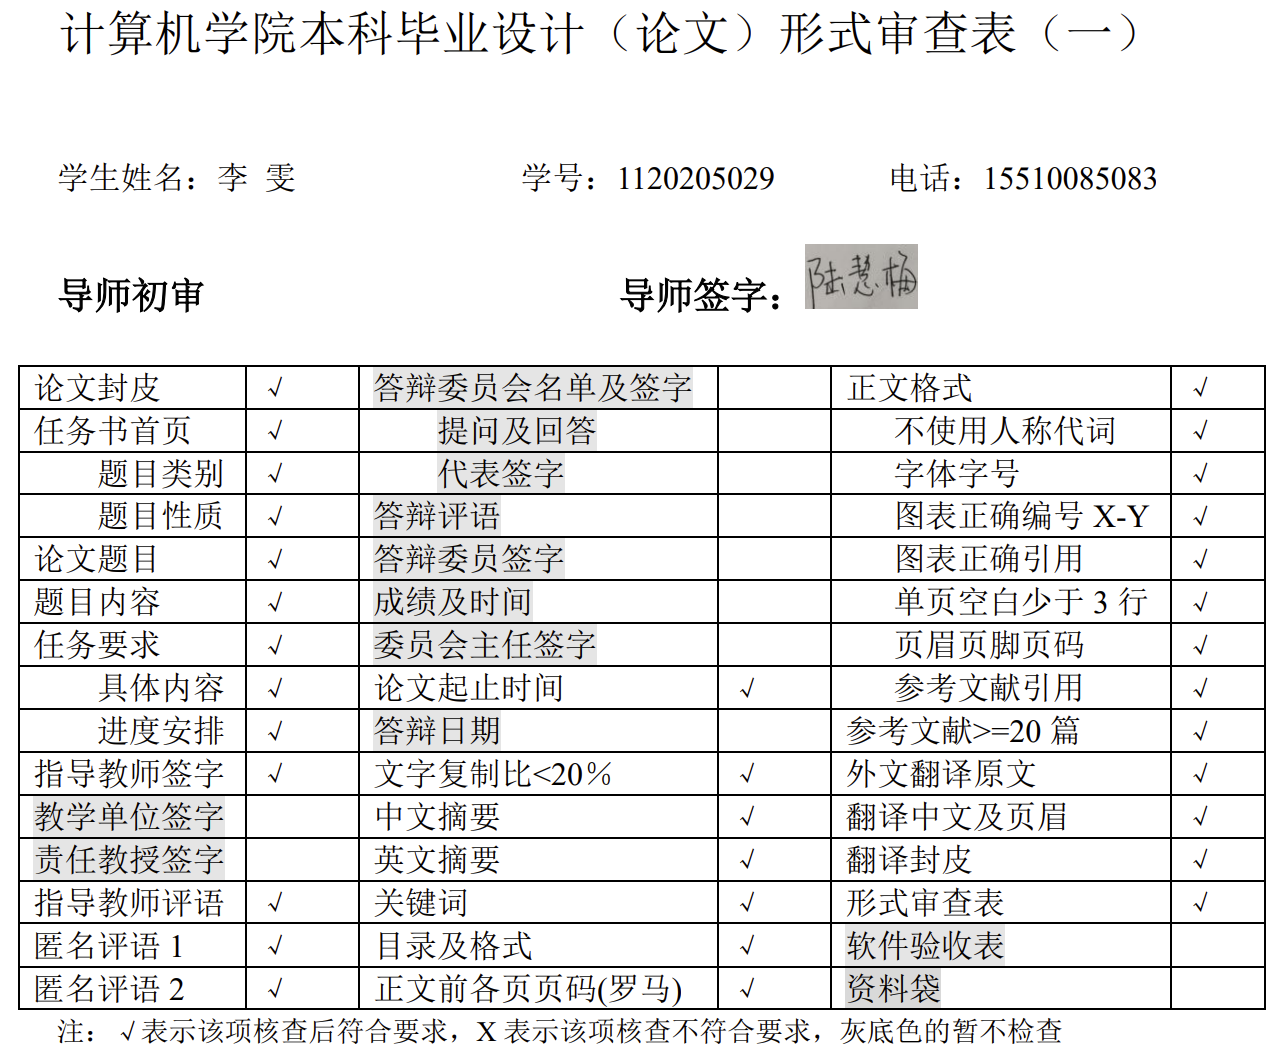 计算机学院本科毕业设计（论文）形式审查表（一）
学生姓名：李 雯 学号：1120205029 电话：15510085083
导师初审 导师签字：陆慧梅
论文封皮 √ 答辩委员会名单及签字 正文格式 √
任务书首页 √ 提问及回答 不使用人称代词 √
题目类别 √ 代表签字 字体字号 √
题目性质 √ 答辩评语 图表正确编号 X-Y √
论文题目 √ 答辩委员签字 图表正确引用 √
题目内容 √ 成绩及时间 单页空白少于 3 行 √
任务要求 √ 委员会主任签字 页眉页脚页码 √
具体内容 √ 论文起止时间 √ 参考文献引用 √
进度安排 √ 答辩日期 参考文献>=20 篇 √
指导教师签字 √ 文字复制比<20% √ 外文翻译原文 √
教学单位签字 中文摘要 √ 翻译中文及页眉 √
责任教授签字 英文摘要 √ 翻译封皮 √
指导教师评语 √ 关键词 √ 形式审查表 √
匿名评语 1 √ 目录及格式 √ 软件验收表
匿名评语 2 √ 正文前各页页码(罗马) √ 资料袋
注：√表示该项核查后符合要求，X 表示该项核查不符合要求，灰底色的暂不检查